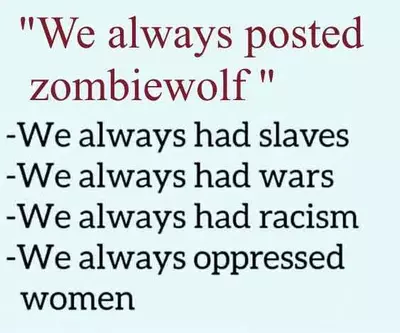 "We always posted
zombiewolf "
-We always had slaves
-We always had wars
-We always had racism
-We always oppressed
women